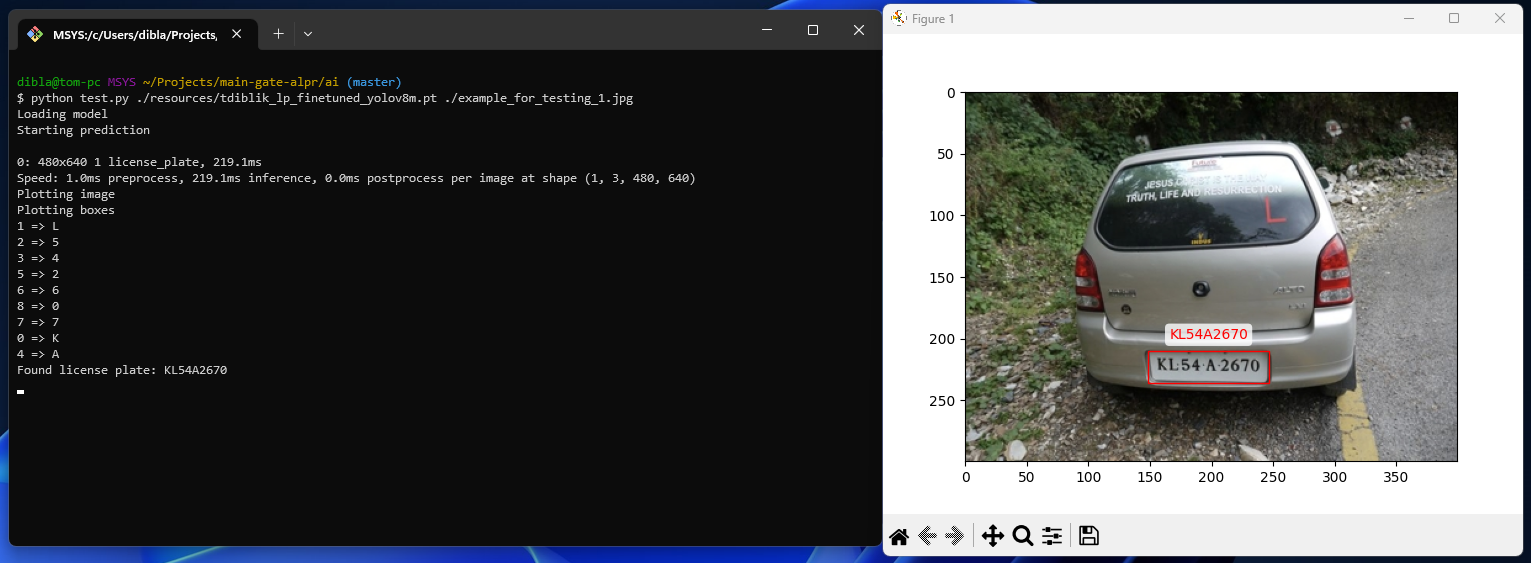 MSYS:/c/Users/dibla/Projects,
dibla@tom-pc MSYS ~/Projects/main-gate-alpr/ai (master)
$ python test.py ./resources/tdiblik_lp_finetuned_yolov8m.pt ./example_for_testing_1.jpg
Loading model
Starting prediction
0: 480x640 1 license_plate, 219.1ms
Speed: 1.0ms preprocess, 219.1ms inference, 0.0ms postprocess per image at shape (1, 3, 480, 640)
Plotting image
Plotting boxes
1 => L
2 => 5
3 => 4
5 => 2
6 => 6
8 => 0
7 => 7
0 => K
4 => A
Found license plate: KL54A2670
Figure 1
0
50
100
150
200
250
Future
JESUS CHRIST IS THE WAY
TRUTH, LIFE AND RESURRECTION
L
ALTO
KL54A2670
KL·54·A·2670
0
50
100
150
200
250
300
350